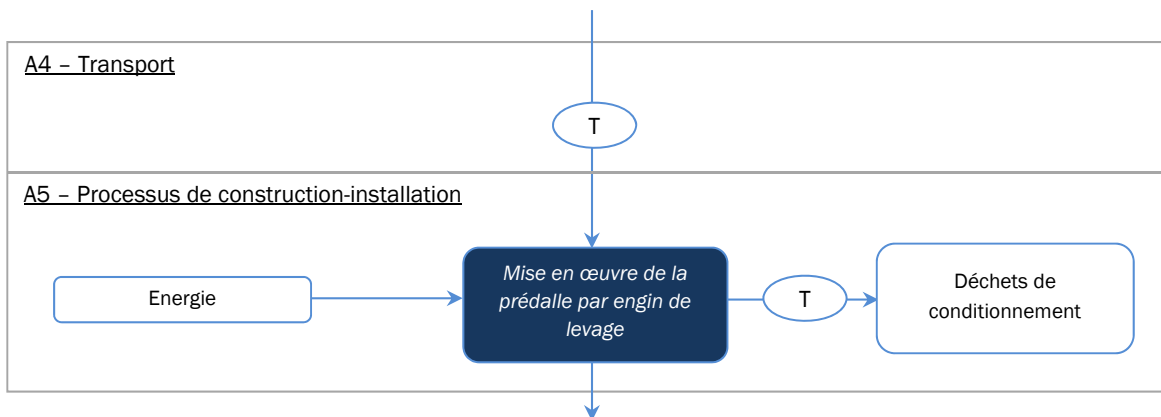 A4 – Transport
T
A5 – Processus de construction-installation
Energie
Mise en œuvre de la
prédalle par engin de
levage
T
Déchets de
conditionnement